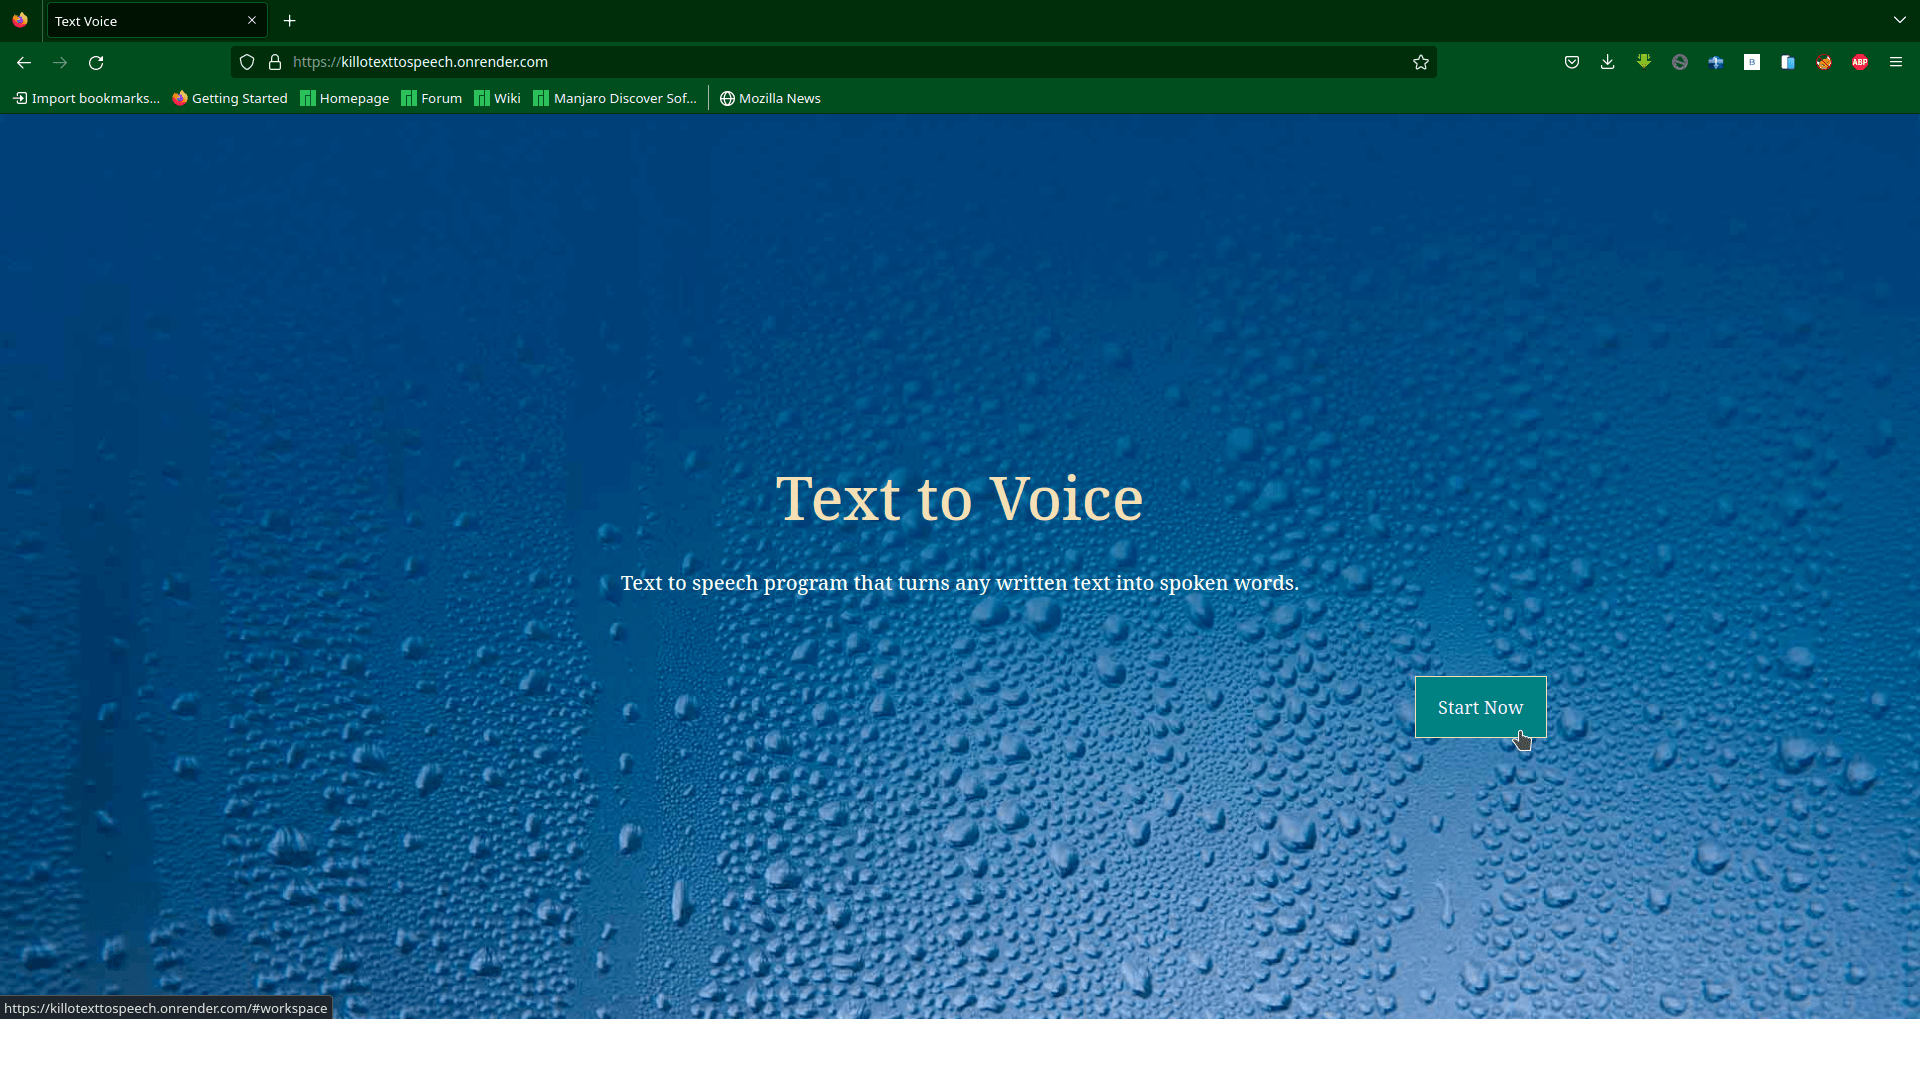 Text Voice
https://killotexttospeech.onrender.com
Import bookmarks... Getting Started Homepage Forum Wiki Manjaro Discover Sof... Mozilla News
B
ABP
Text to Voice
Text to speech program that turns any written text into spoken words.
Start Now
https://killotexttospeech.onrender.com/#workspace